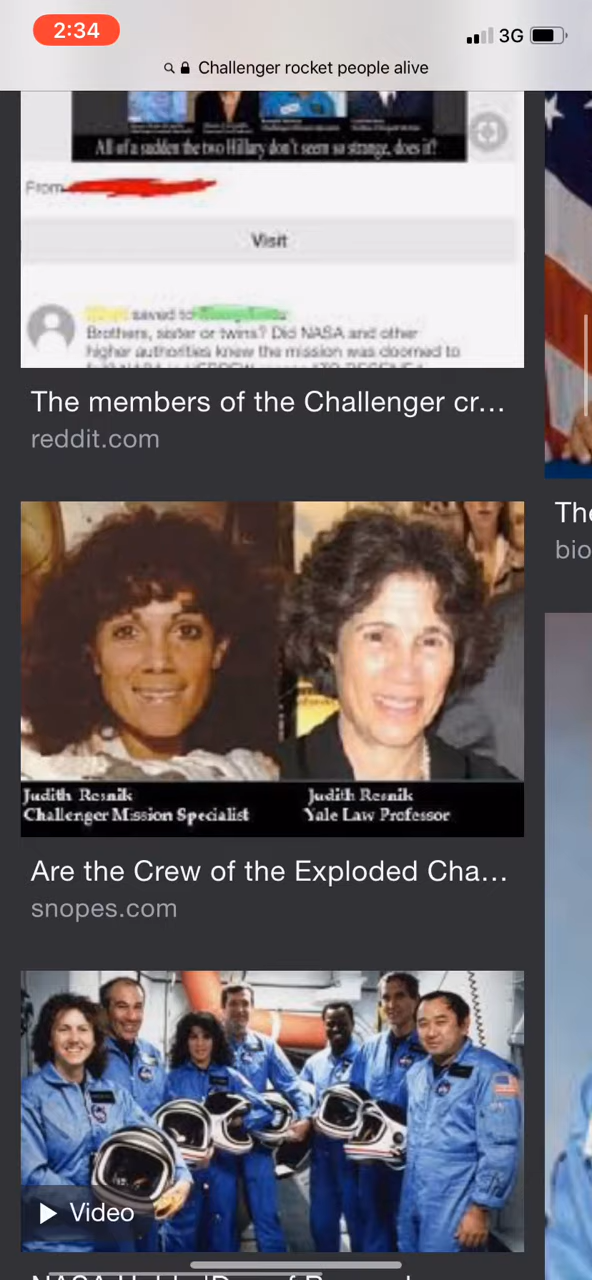 2:34
3G
Challenger rocket people alive
All of a sudden the two Hillary don't seem so strange, does it?
From
Visit
saved to
Brothers, sister or twins? Did NASA and other
higher authorities knew the mission was doomed to
The members of the Challenger cr...
reddit.com
The
bio
Judith Resnik
Challenger Mission Specialist
Judith Resnik
Yale Law Professor
Are the Crew of the Exploded Cha...
snopes.com
Video